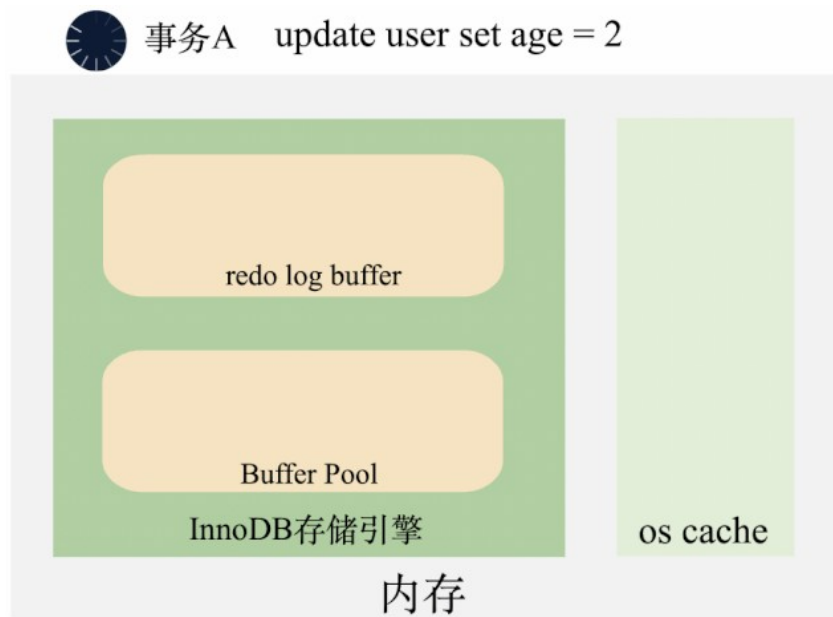 事务A update user set age = 2
redo log buffer
Buffer Pool
InnoDB存储引擎
os cache
内存